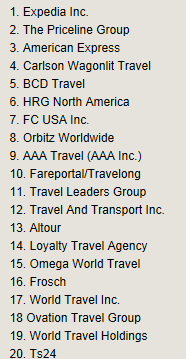 1. Expedia Inc.
2. The Priceline Group
3. American Express
4. Carlson Wagonlit Travel
5. BCD Travel
6. HRG North America
7. FC USA Inc.
8. Orbitz Worldwide
9. AAA Travel (AAA Inc.)
10. Fareportal/Travelong
11. Travel Leaders Group
12. Travel And Transport Inc.
13. Altour
14. Loyalty Travel Agency
15. Omega World Travel
16. Frosch
17. World Travel Inc.
18 Ovation Travel Group
19. World Travel Holdings
20. Ts24